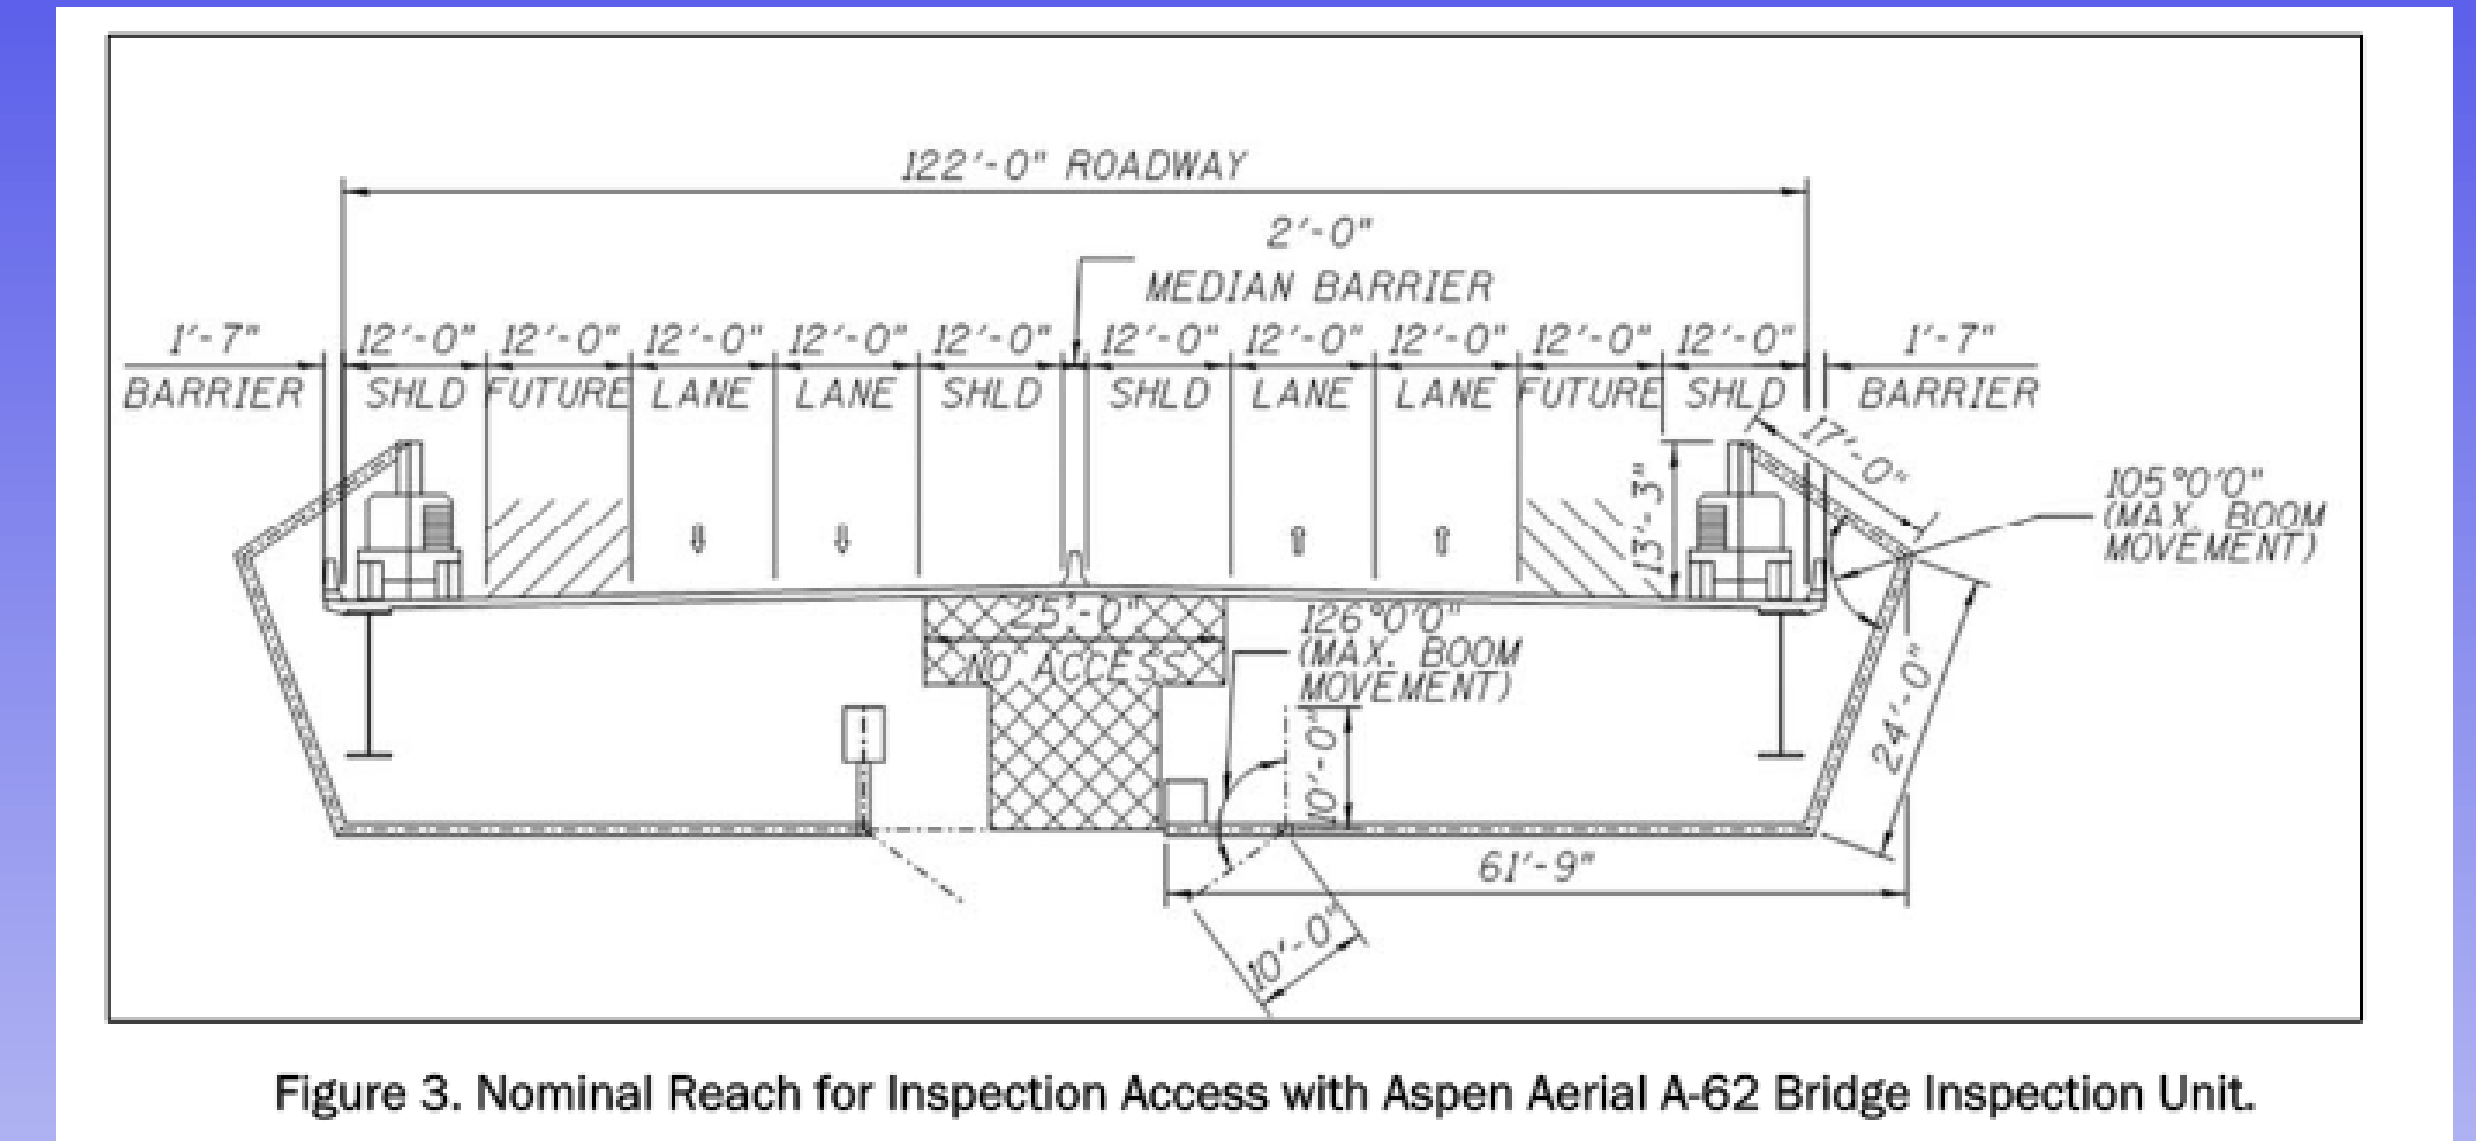 122'-0" ROADWAY
2'-0"
MEDIAN BARRIER
1'-7" 12'-0" 12'-0" 12'-0" 12'-0" 12'-0" 12'-0" 12'-0" 12'-0" 12'-0" 12'-0" 1'-7"
BARRIER SHLD FUTURE LANE LANE SHLD SHLD LANE LANE FUTURE SHLD BARRIER
17'-0"
13'-3"
105°0'0"
(MAX. BOOM
MOVEMENT)
25'-0"
NO ACCESS
126°0'0"
(MAX. BOOM
MOVEMENT)
10'-0"
24'-0"
61'-9"
10'-0"
Figure 3. Nominal Reach for Inspection Access with Aspen Aerial A-62 Bridge Inspection Unit.